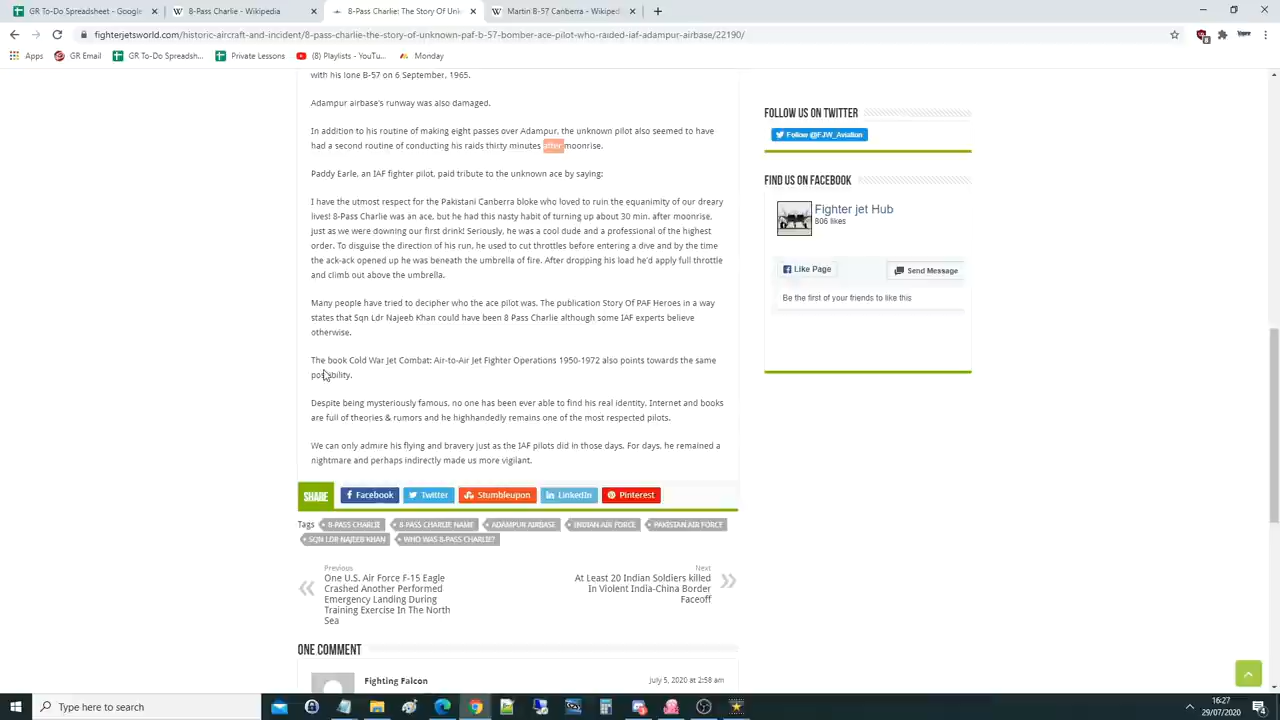 GR To-Do Spreadsheet - Google S
8-Pass Charlie - Wikipedia
8-Pass Charlie: The Story Of Unk
Martin B-57 Canberra - Wikipedia
fighterjetsworld.com/historic-aircraft-and-incident/8-pass-charlie-the-story-of-unknown-paf-b-57-bomber-ace-pilot-who-raided-iaf-adampur-airbase/22190/
Apps GR Email GR To-Do Spreadsh... Private Lessons (8) Playlists - YouTu... Monday
with his lone B-57 on 6 September, 1965.
Adampur airbase's runway was also damaged.
In addition to his routine of making eight passes over Adampur, the unknown pilot also seemed to have
had a second routine of conducting his raids thirty minutes after moonrise.
Paddy Earle, an IAF fighter pilot, paid tribute to the unknown ace by saying:
I have the utmost respect for the Pakistani Canberra bloke who loved to ruin the equanimity of our dreary
lives! 8-Pass Charlie was an ace, but he had this nasty habit of turning up about 30 min. after moonrise,
just as we were downing our first drink! Seriously, he was a cool dude and a professional of the highest
order. To disguise the direction of his run, he used to cut throttles before entering a dive and by the time
the ack-ack opened up he was beneath the umbrella of fire. After dropping his load he'd apply full throttle
and climb out above the umbrella.
Many people have tried to decipher who the ace pilot was. The publication Story Of PAF Heroes in a way
states that Sqn Ldr Najeeb Khan could have been 8 Pass Charlie although some IAF experts believe
otherwise.
The book Cold War Jet Combat: Air-to-Air Jet Fighter Operations 1950-1972 also points towards the same
possibility.
Despite being mysteriously famous, no one has been ever able to find his real identity, Internet and books
are full of theories & rumors and he highhandedly remains one of the most respected pilots.
We can only admire his flying and bravery just as the IAF pilots did in those days. For days, he remained a
nightmare and perhaps indirectly made us more vigilant.
SHARE
Facebook Twitter Stumbleupon LinkedIn Pinterest
Tags 8-PASS CHARLIE 8-PASS CHARLIE NAME ADAMPUR AIRBASE INDIAN AIR FORCE PAKISTAN AIR FORCE
SQN LDR NAJEEB KHAN WHO WAS 8-PASS CHARLIE?
Previous
One U.S. Air Force F-15 Eagle
Crashed Another Performed
Emergency Landing During
Training Exercise In The North
Sea
Next
At Least 20 Indian Soldiers killed
In Violent India-China Border
Faceoff
ONE COMMENT
Fighting Falcon
July 5, 2020 at 2:58 am
FOLLOW US ON TWITTER
Follow @FJW_Aviation
FIND US ON FACEBOOK
Fighter jet Hub
806 likes
Like Page
Send Message
Be the first of your friends to like this
Type here to search
16:27
29/07/2020